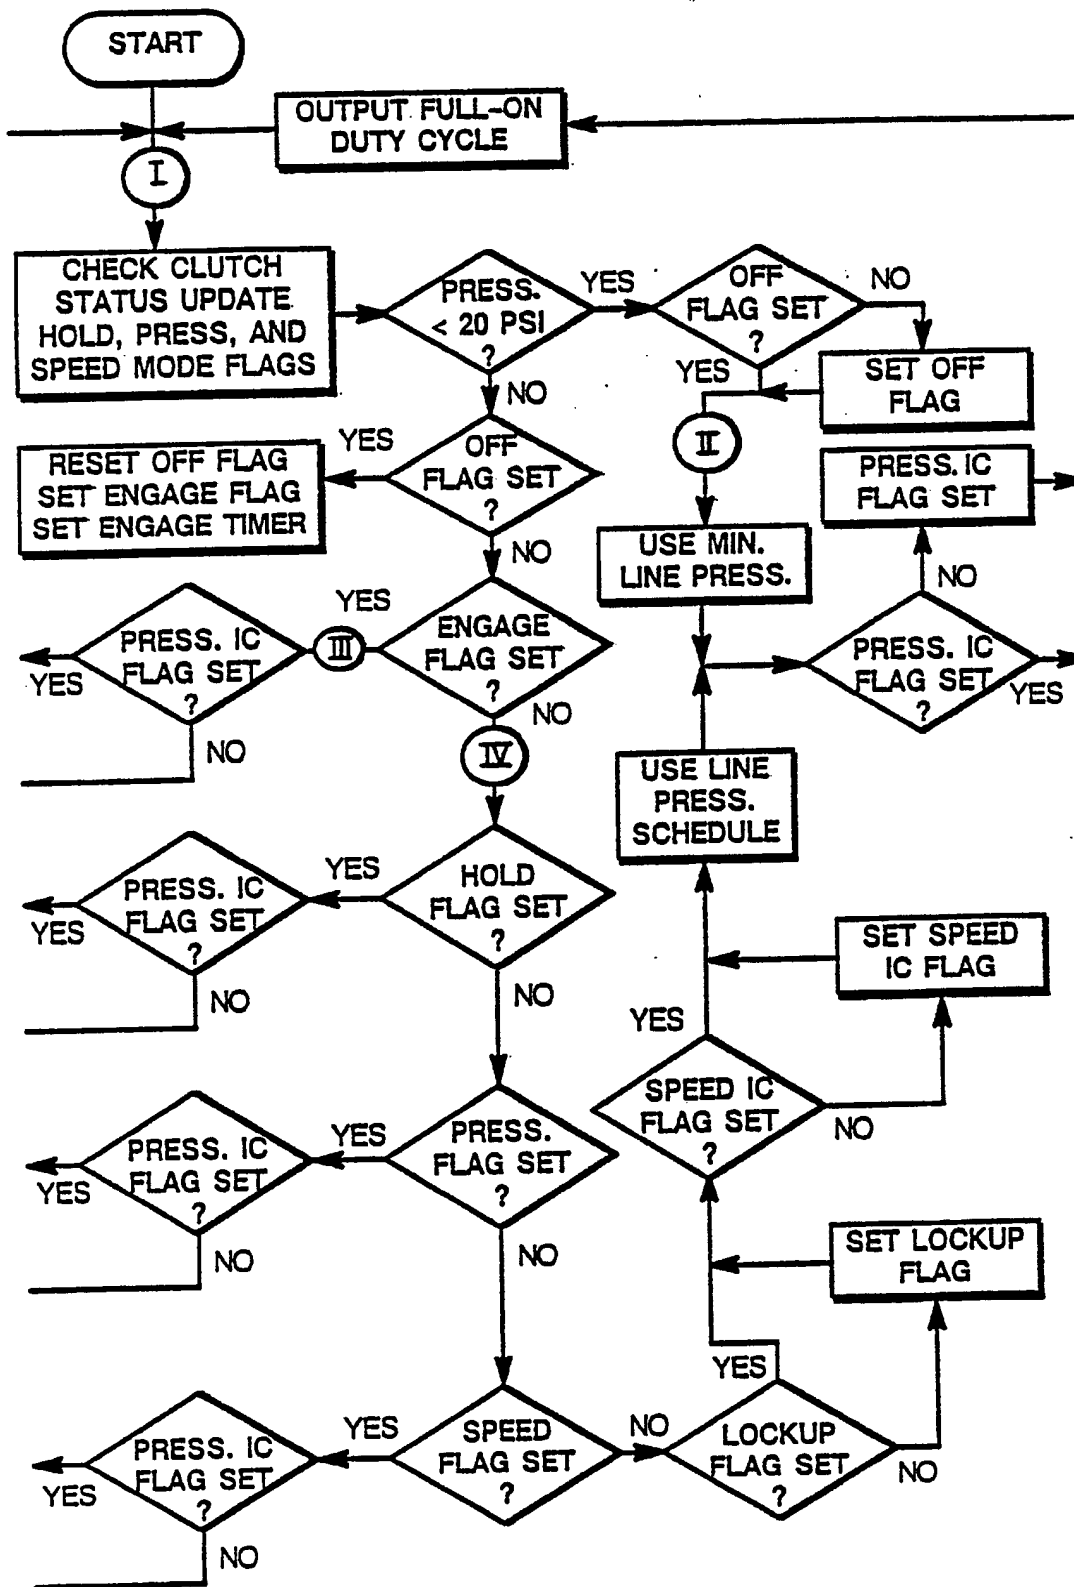 START
OUTPUT FULL-ON
DUTY CYCLE
I
CHECK CLUTCH
STATUS UPDATE
HOLD, PRESS, AND
SPEED MODE FLAGS
PRESS.
< 20 PSI
?
YES
OFF
FLAG SET
?
NO
YES
SET OFF
FLAG
NO
II
YES
RESET OFF FLAG
SET ENGAGE FLAG
SET ENGAGE TIMER
OFF
FLAG SET
?
PRESS. IC
FLAG SET
NO
USE MIN.
LINE PRESS.
NO
YES
PRESS. IC
FLAG SET
?
YES
III
ENGAGE
FLAG SET
?
PRESS. IC
FLAG SET
?
YES
NO
NO
IV
USE LINE
PRESS.
SCHEDULE
PRESS. IC
FLAG SET
?
YES
YES
HOLD
FLAG SET
?
NO
NO
SET SPEED
IC FLAG
YES
SPEED IC
FLAG SET
?
NO
PRESS. IC
FLAG SET
?
YES
YES
PRESS.
FLAG SET
?
NO
NO
SET LOCKUP
FLAG
YES
PRESS. IC
FLAG SET
?
YES
YES
SPEED
FLAG SET
?
NO
LOCKUP
FLAG SET
?
NO
NO